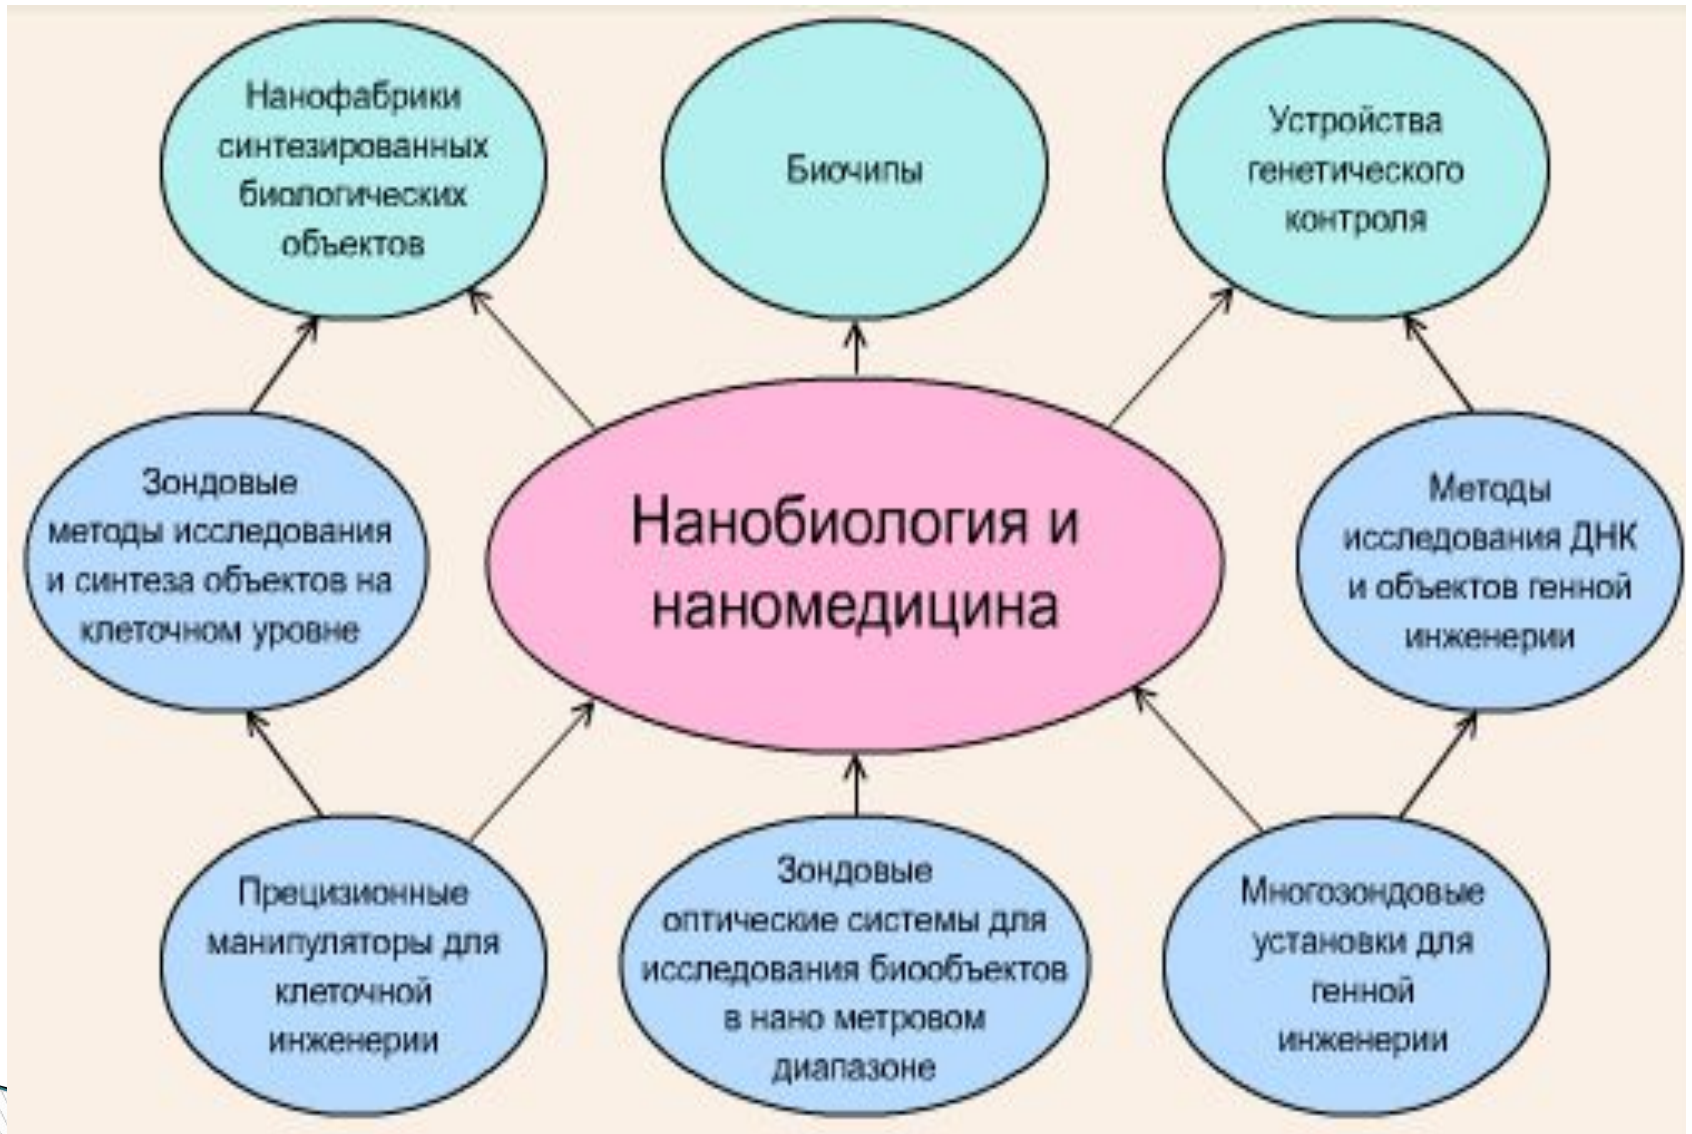 Нанофабрики
синтезированных
биологических
объектов
Биочипы
Устройства
генетического
контроля
Зондовые
методы исследования
и синтеза объектов на
клеточном уровне
Нанобиология и
наномедицина
Методы
исследования ДНК
и объектов генной
инженерии
Прецизионные
манипуляторы для
клеточной
инженерии
Зондовые
оптические системы для
исследования биообъектов
в нано метровом
диапазоне
Многозондовые
установки для
генной
инженерии